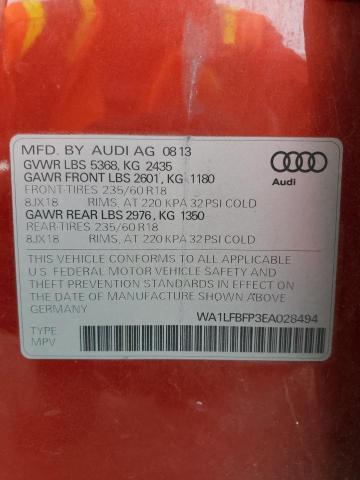 MFD. BY AUDI AG 08 13
GVWR LBS 5368, KG 2435
GAWR FRONT LBS 2601, KG 1180
FRONT-TIRES 235/60 R18
8JX18 RIMS, AT 220 KPA 32 PSI COLD
GAWR REAR LBS 2976, KG 1350
REAR-TIRES 235/60 R18
8JX18 RIMS, AT 220 KPA 32 PSI COLD
Audi
THIS VEHICLE CONFORMS TO ALL APPLICABLE
U.S. FEDERAL MOTOR VEHICLE SAFETY AND
THEFT PREVENTION STANDARDS IN EFFECT ON
THE DATE OF MANUFACTURE SHOWN ABOVE
GERMANY
WA1LFBFP3EA028494
TYPE
MPV